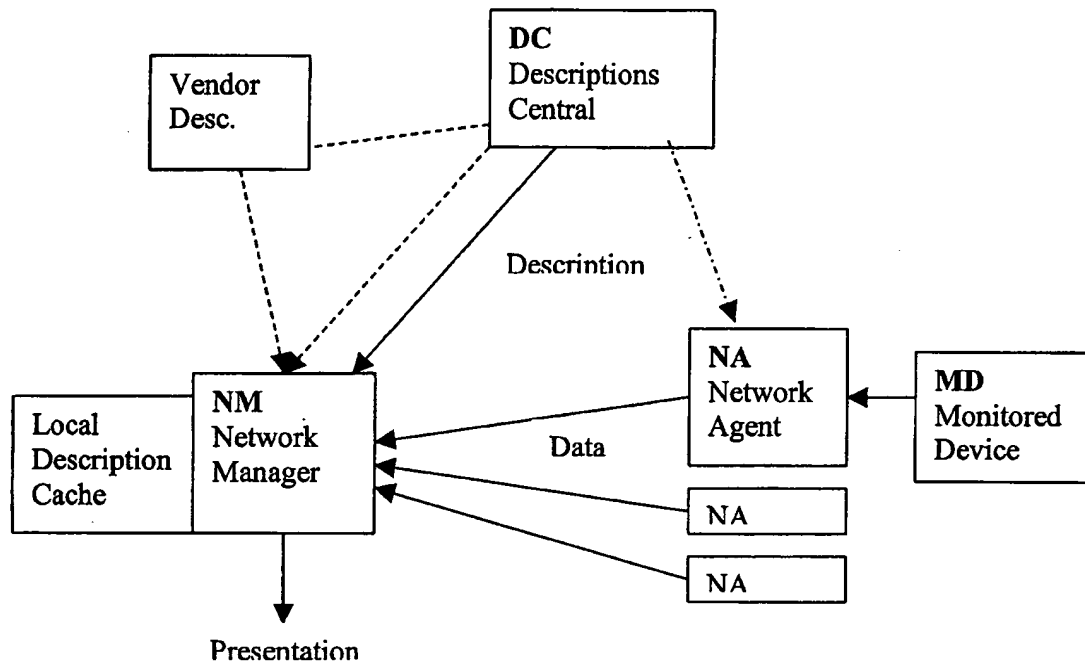 DC
Descriptions
Central
Vendor
Desc.
Description
NA
Network
Agent
MD
Monitored
Device
NM
Network
Manager
Local
Description
Cache
Data
NA
NA
Presentation